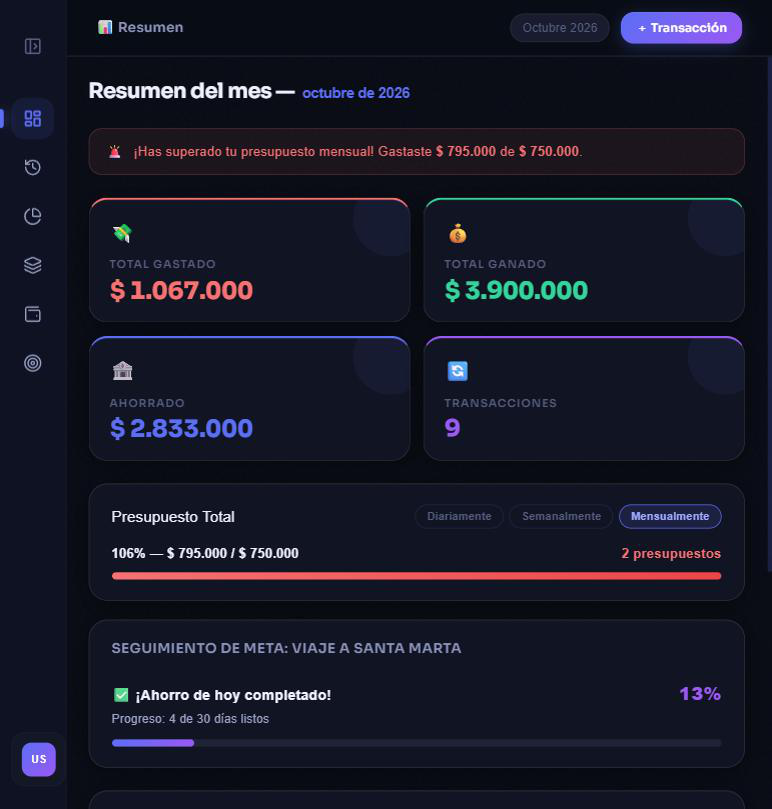 Resumen
Octubre 2026
+ Transacción
Resumen del mes — octubre de 2026
¡Has superado tu presupuesto mensual! Gastaste $ 795.000 de $ 750.000.
TOTAL GASTADO
$ 1.067.000
TOTAL GANADO
$ 3.900.000
AHORRADO
$ 2.833.000
TRANSACCIONES
9
Presupuesto Total
Diariamente
Semanalmente
Mensualmente
106% — $ 795.000 / $ 750.000
2 presupuestos
SEGUIMIENTO DE META: VIAJE A SANTA MARTA
¡Ahorro de hoy completado!
13%
Progreso: 4 de 30 días listos
US